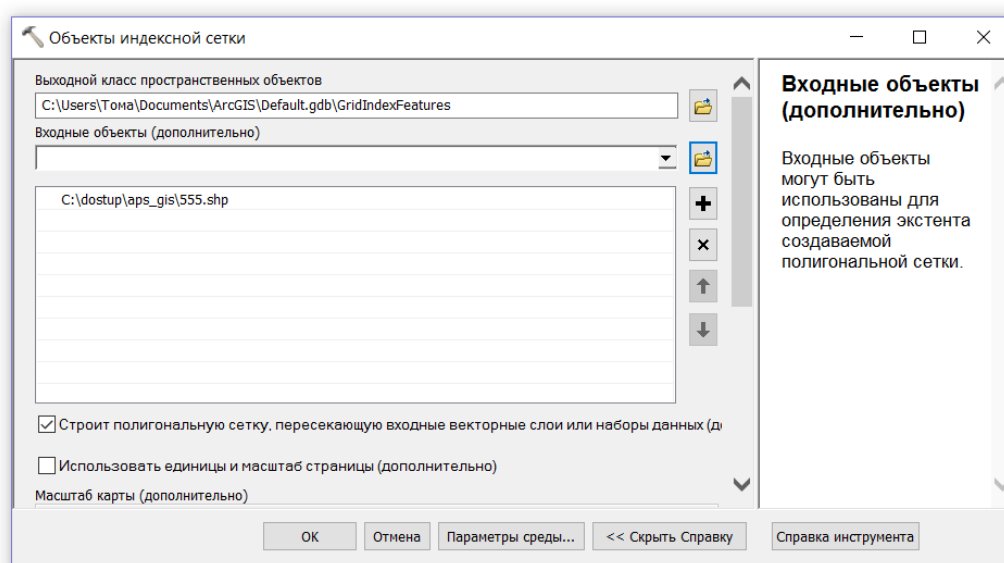 Объекты индексной сетки
Выходной класс пространственных объектов
C:\Users\Тома\Documents\ArcGIS\Default.gdb\GridIndexFeatures
Входные объекты (дополнительно)
C:\dostup\aps_gis\555.shp
Строит полигональную сетку, пересекающую входные векторные слои или наборы данных (д
Использовать единицы и масштаб страницы (дополнительно)
Масштаб карты (дополнительно)
Входные объекты
(дополнительно)
Входные объекты
могут быть
использованы для
определения экстента
создаваемой
полигональной сетки.
OK
Отмена
Параметры среды...
<< Скрыть Справку
Справка инструмента